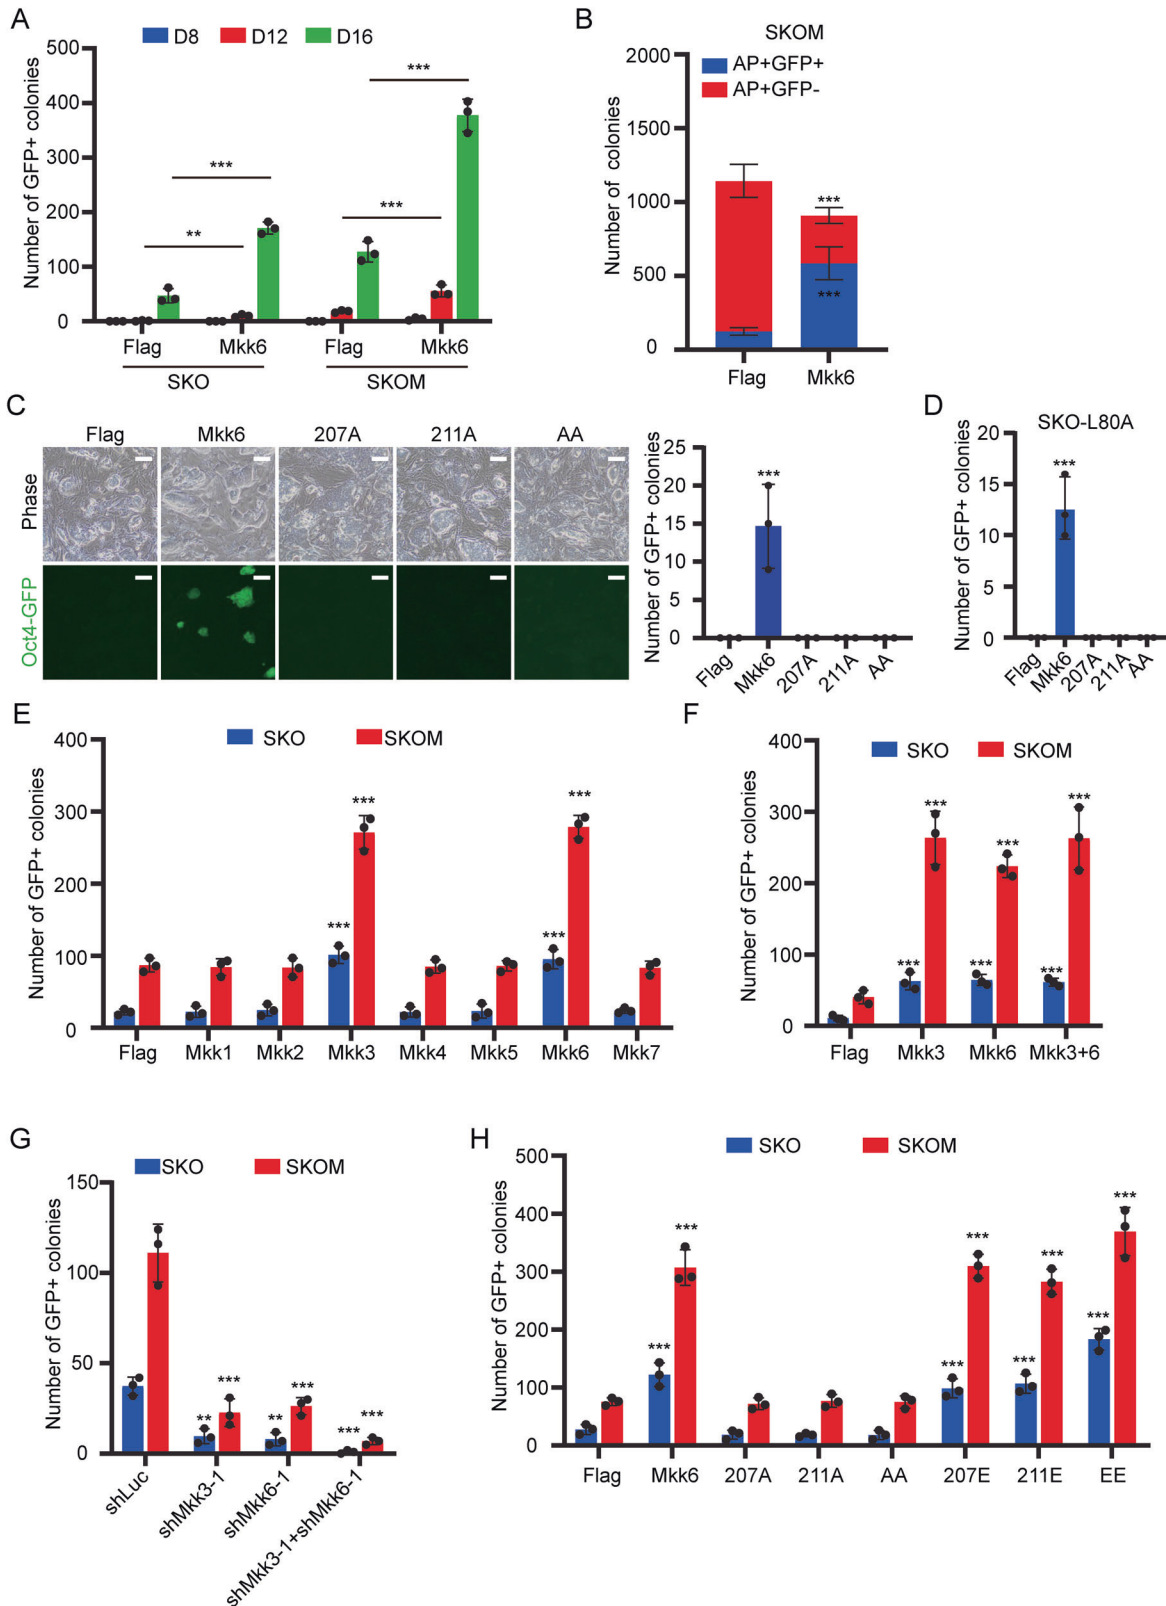 A
D8 D12 D16
Number of GFP+ colonies
500
400
300
200
100
0
***
**
***
***
***
Flag Mkk6 Flag Mkk6
SKO SKOM
B
SKOM
AP+GFP+
AP+GFP-
Number of colonies
2000
1500
1000
500
0
***
***
Flag Mkk6
C
Flag Mkk6 207A 211A AA
Phase
Oct4-GFP
Number of GFP+ colonies
25
20
15
10
5
0
***
Flag Mkk6 207A 211A AA
D
SKO-L80A
Number of GFP+ colonies
20
15
10
5
0
***
Flag Mkk6 207A 211A AA
E
SKO SKOM
Number of GFP+ colonies
400
300
200
100
0
*** *** *** ***
Flag Mkk1 Mkk2 Mkk3 Mkk4 Mkk5 Mkk6 Mkk7
F
SKO SKOM
Number of GFP+ colonies
400
300
200
100
0
*** *** *** *** *** ***
Flag Mkk3 Mkk6 Mkk3+6
G
SKO SKOM
Number of GFP+ colonies
150
100
50
0
** *** ** *** *** ***
shLuc shMkk3-1 shMkk6-1 shMkk3-1+shMkk6-1
H
SKO SKOM
Number of GFP+ colonies
500
400
300
200
100
0
*** *** *** *** *** *** *** ***
Flag Mkk6 207A 211A AA 207E 211E EE